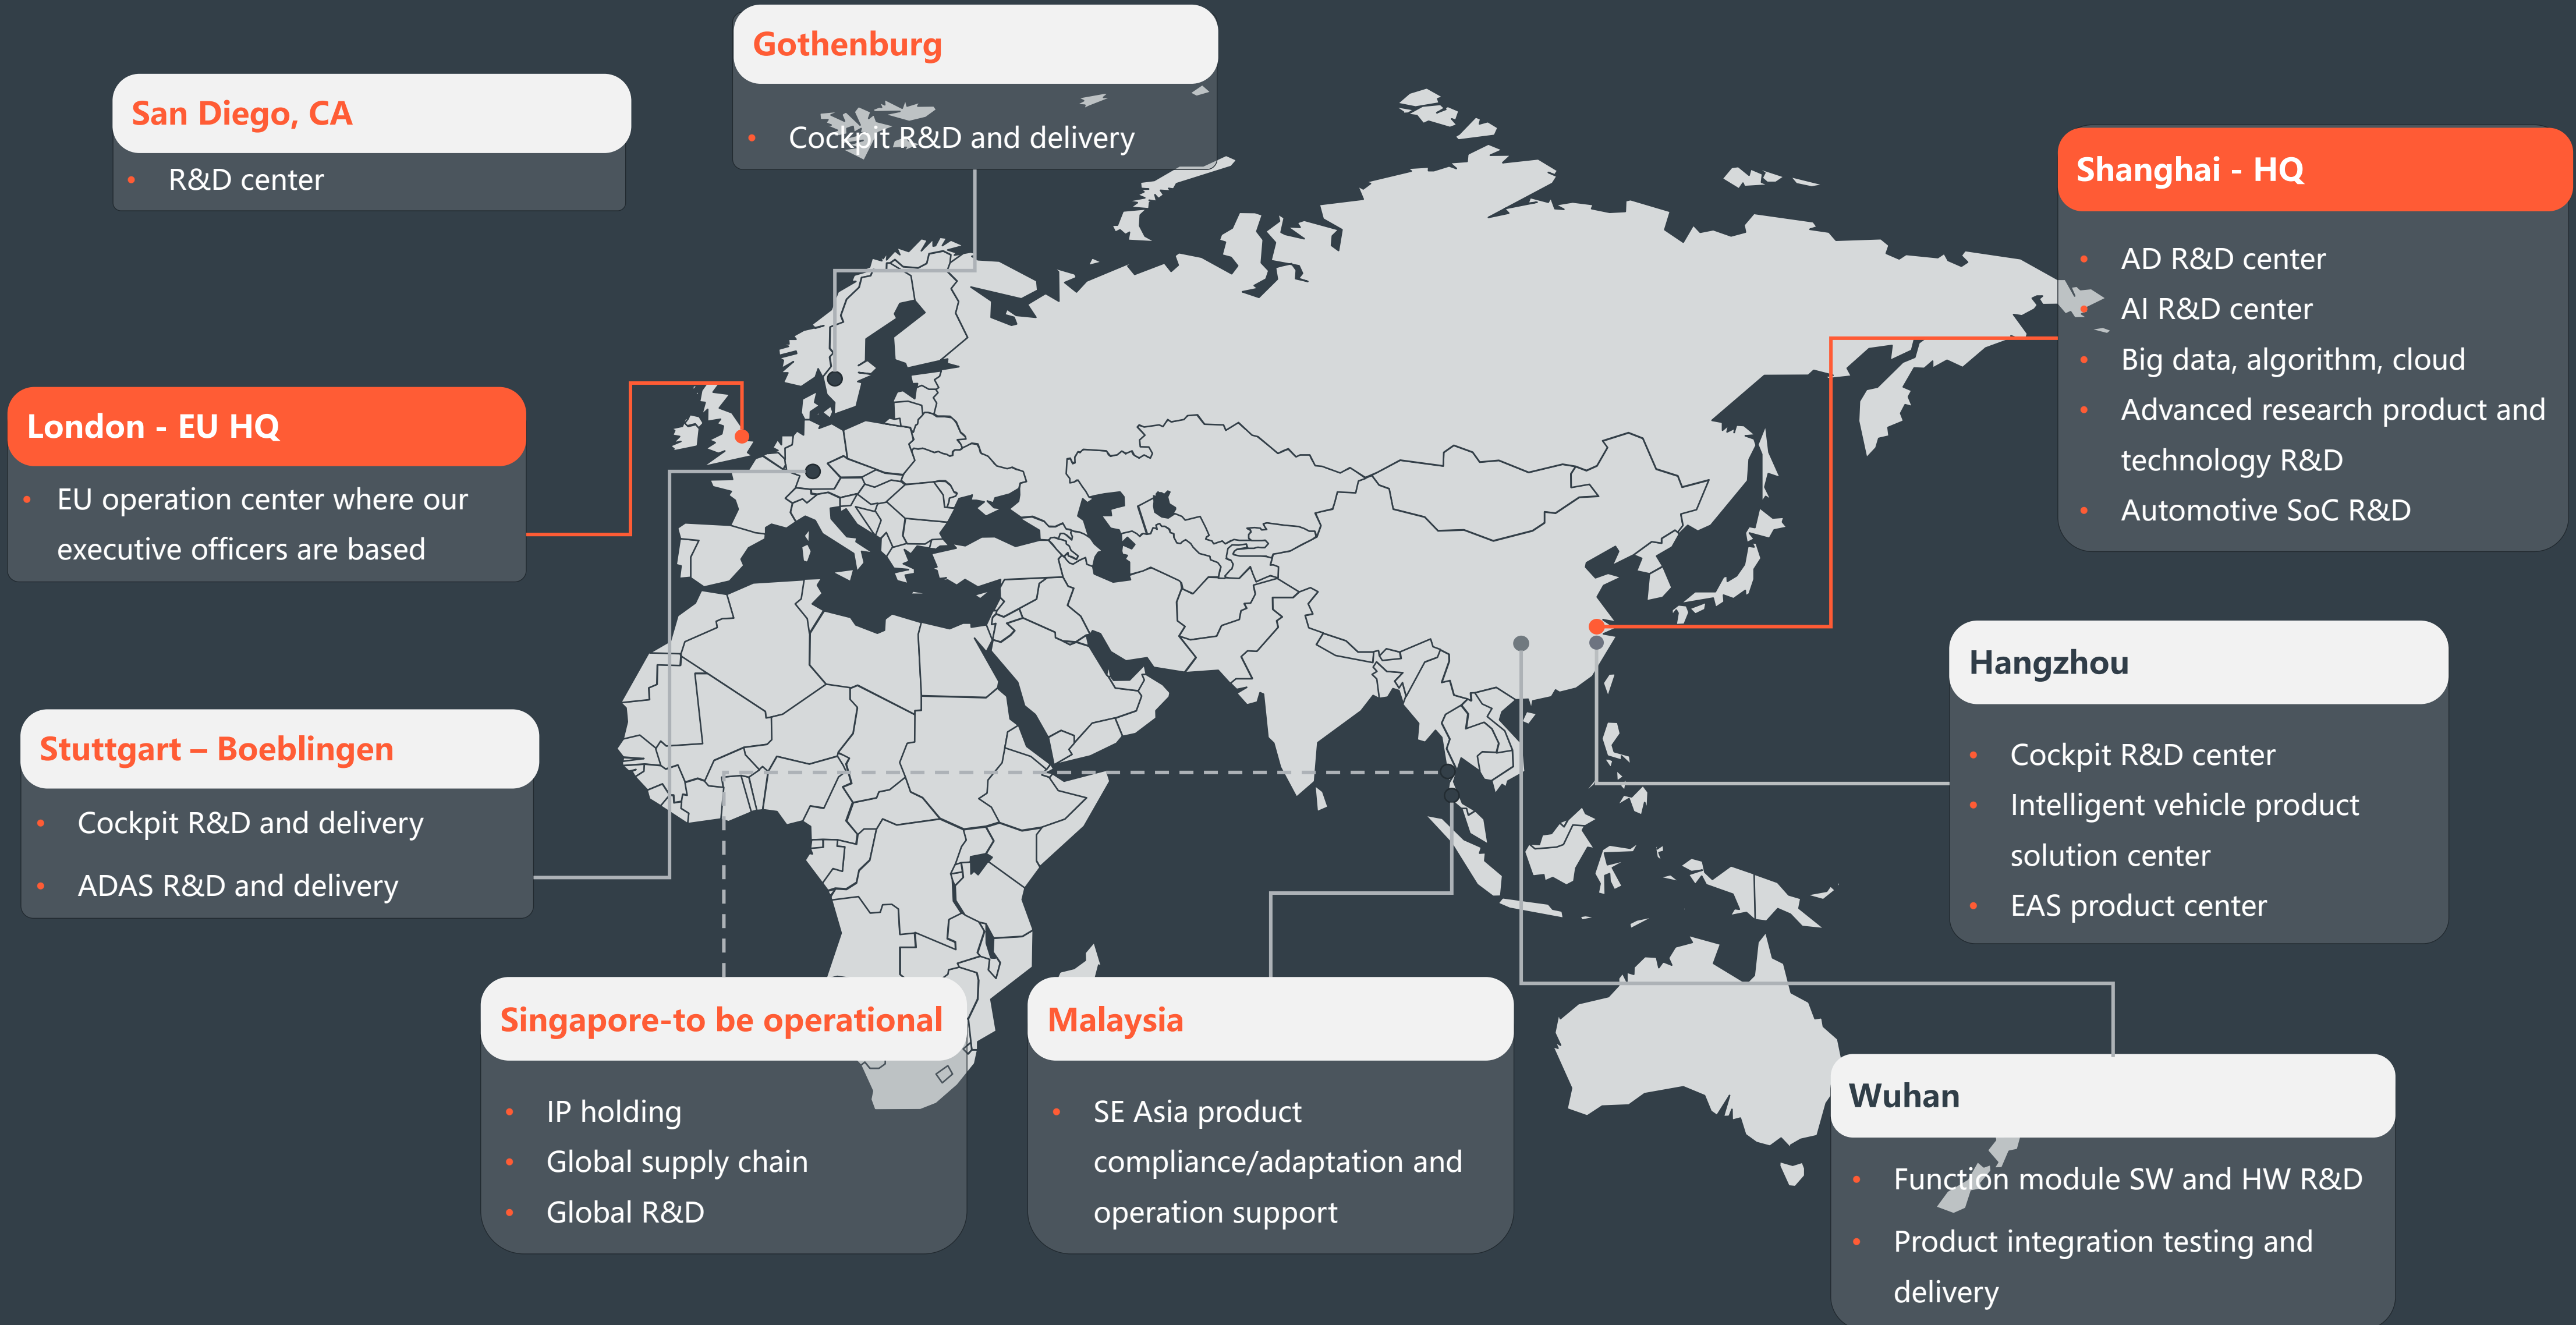 Gothenburg
• Cockpit R&D and delivery
San Diego, CA
• R&D center
Shanghai - HQ
• AD R&D center
• AI R&D center
• Big data, algorithm, cloud
• Advanced research product and
technology R&D
• Automotive SoC R&D
London - EU HQ
• EU operation center where our
executive officers are based
Hangzhou
• Cockpit R&D center
• Intelligent vehicle product
solution center
• EAS product center
Stuttgart – Boeblingen
• Cockpit R&D and delivery
• ADAS R&D and delivery
Singapore-to be operational
• IP holding
• Global supply chain
• Global R&D
Malaysia
• SE Asia product
compliance/adaptation and
operation support
Wuhan
• Function module SW and HW R&D
• Product integration testing and
delivery